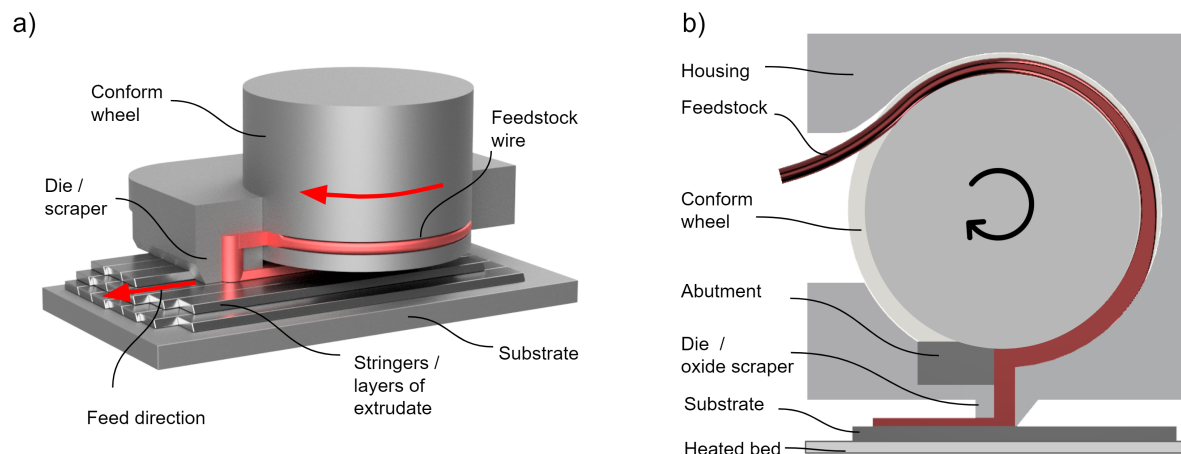 a)
Conform
wheel
Feedstock
wire
Die /
scraper
Substrate
Stringers /
layers of
extrudate
Feed direction
b)
Housing
Feedstock
Conform
wheel
Abutment
Die /
oxide scraper
Substrate
Heated bed